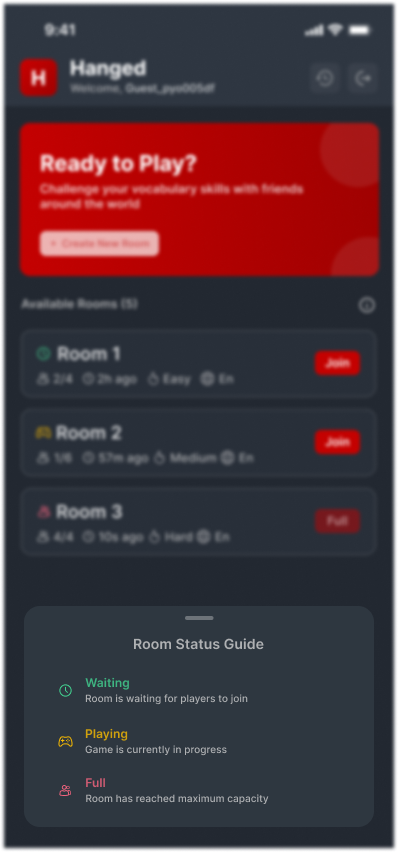 9:41
H
Hanged
Welcome, Guest_pyo005df
Ready to Play?
Challenge your vocabulary skills with friends
around the world
+ Create New Room
Available Rooms (5)
Room 1
2/4 2h ago Easy En
Join
Room 2
1/6 57m ago Medium En
Join
Room 3
4/4 10s ago Hard En
Full
Room Status Guide
Waiting
Room is waiting for players to join
Playing
Game is currently in progress
Full
Room has reached maximum capacity